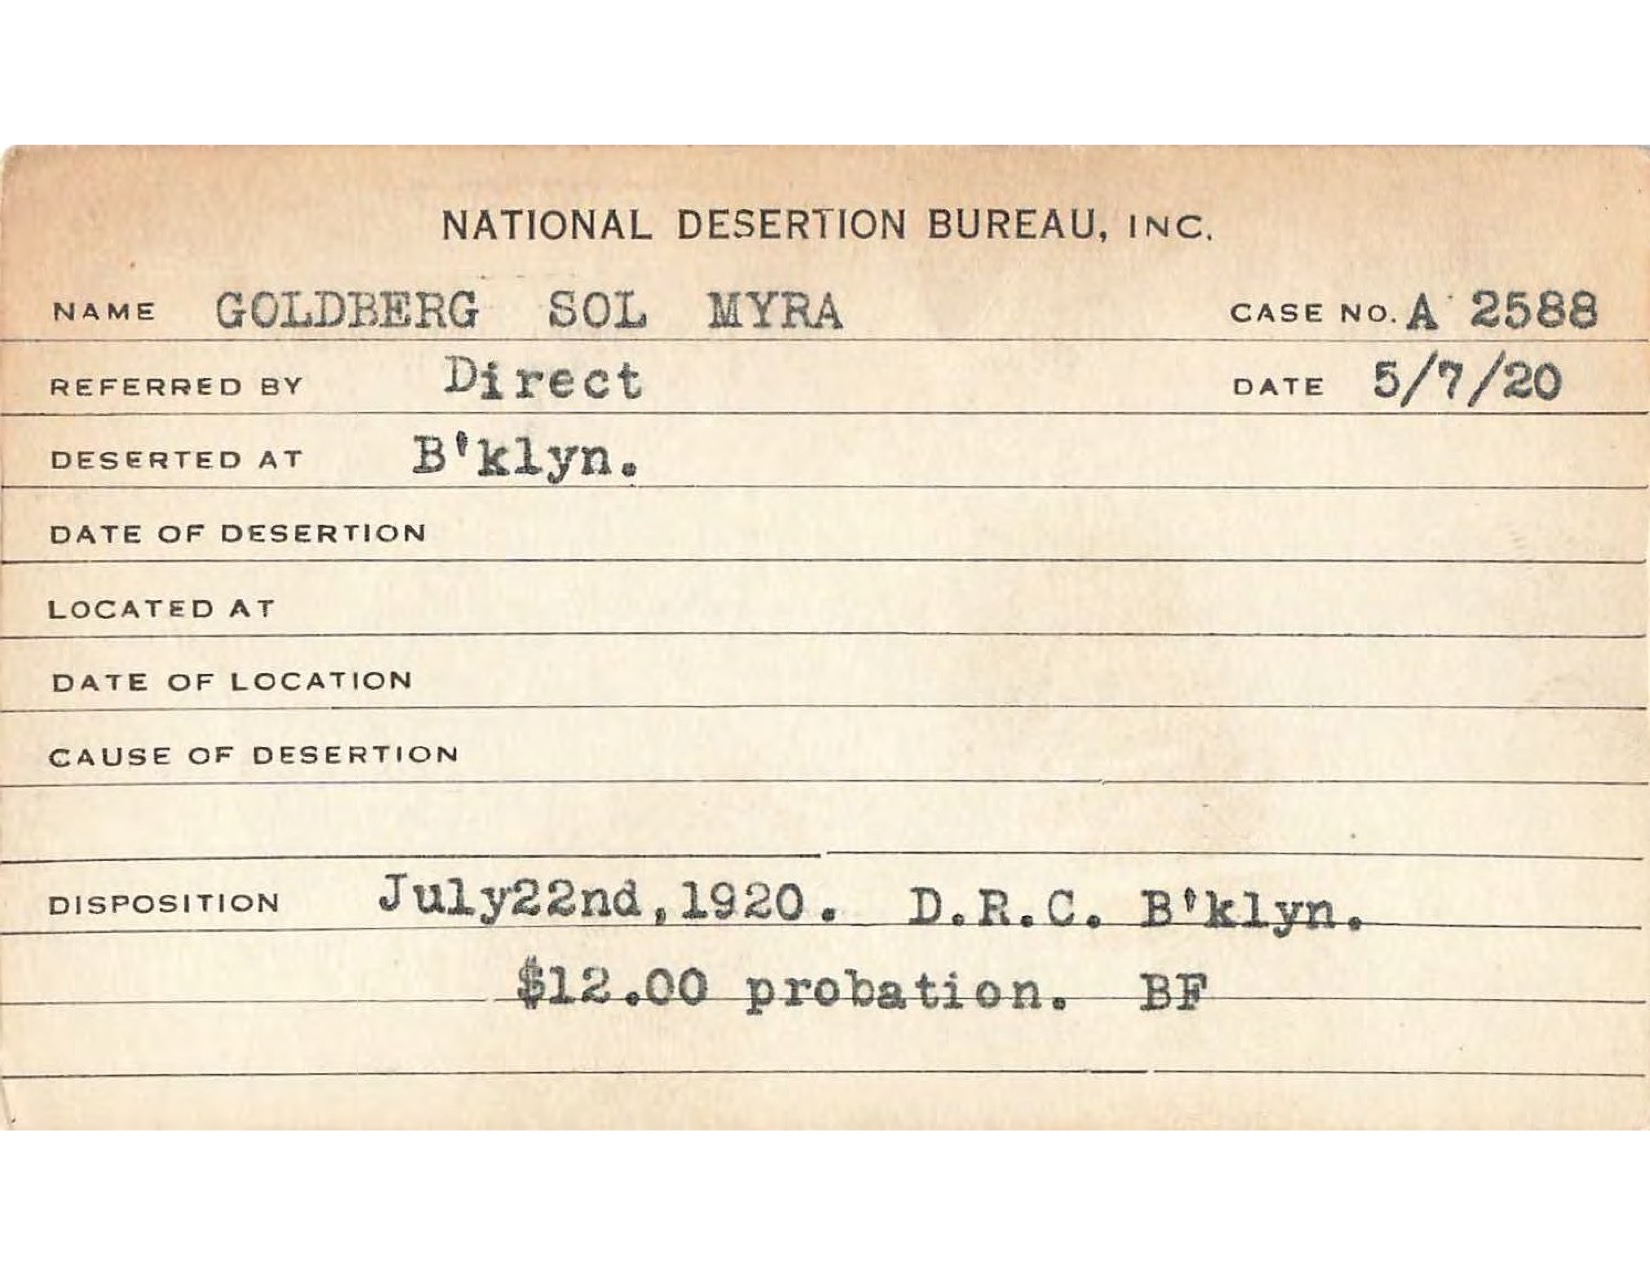 NATIONAL DESERTION BUREAU, INC.
NAME GOLDBERG SOL MYRA CASE NO. A 2588
REFERRED BY Direct DATE 5/7/20
DESERTED AT B'klyn.
DATE OF DESERTION
LOCATED AT
DATE OF LOCATION
CAUSE OF DESERTION
DISPOSITION July22nd,1920. D.R.C. B'klyn.
$12.00 probation. BF